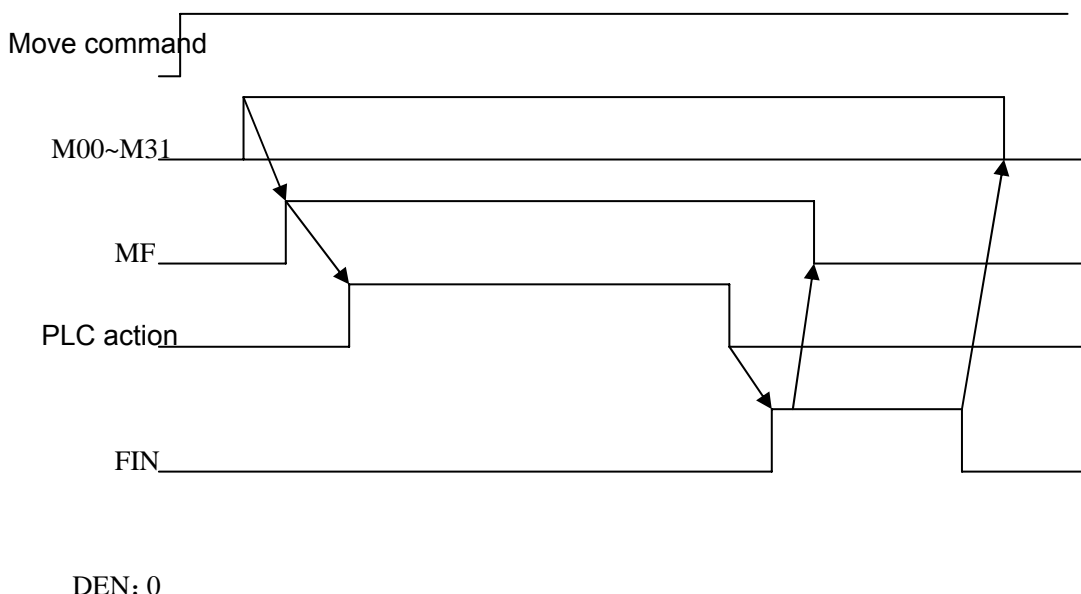 Move command
M00~M31
MF
PLC action
FIN
DEN: 0